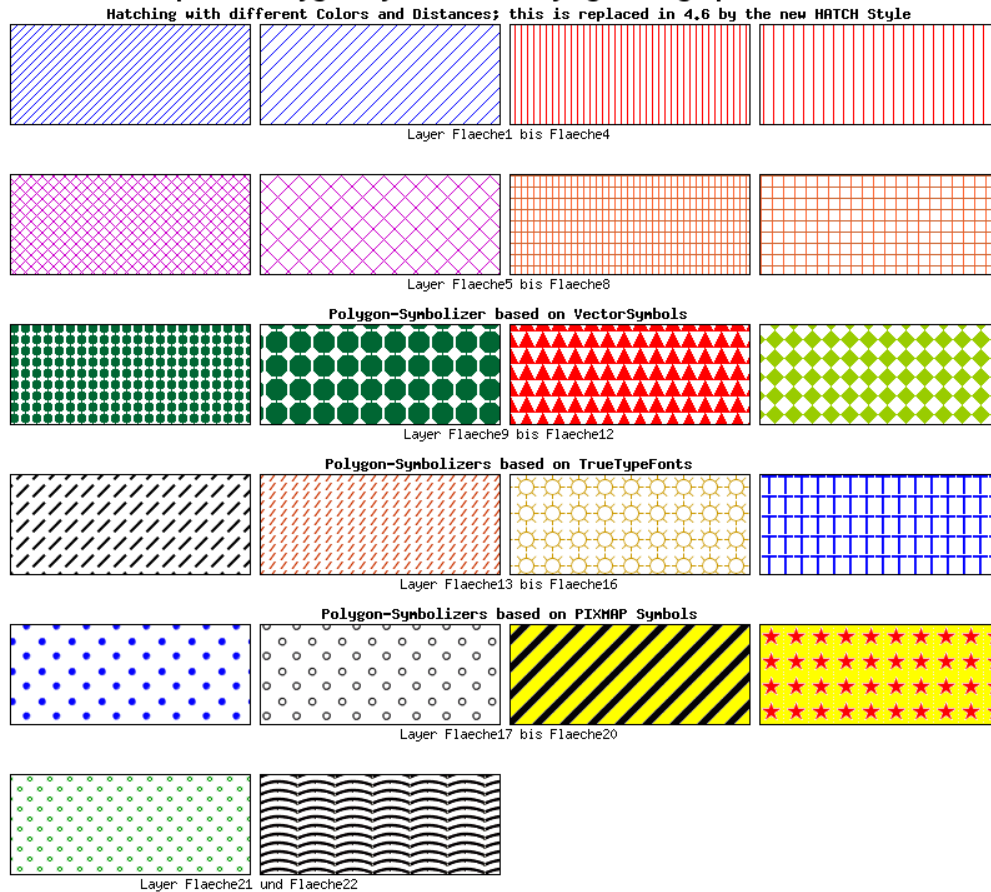 Hatching with different Colors and Distances; this is replaced in 4.6 by the new HATCH Style
Layer Flaeche1 bis Flaeche4
Layer Flaeche5 bis Flaeche8
Polygon-Symbolizer based on VectorSymbols
Layer Flaeche9 bis Flaeche12
Polygon-Symbolizers based on TrueTypeFonts
Layer Flaeche13 bis Flaeche16
Polygon-Symbolizers based on PIXMAP Symbols
Layer Flaeche17 bis Flaeche20
Layer Flaeche21 und Flaeche22